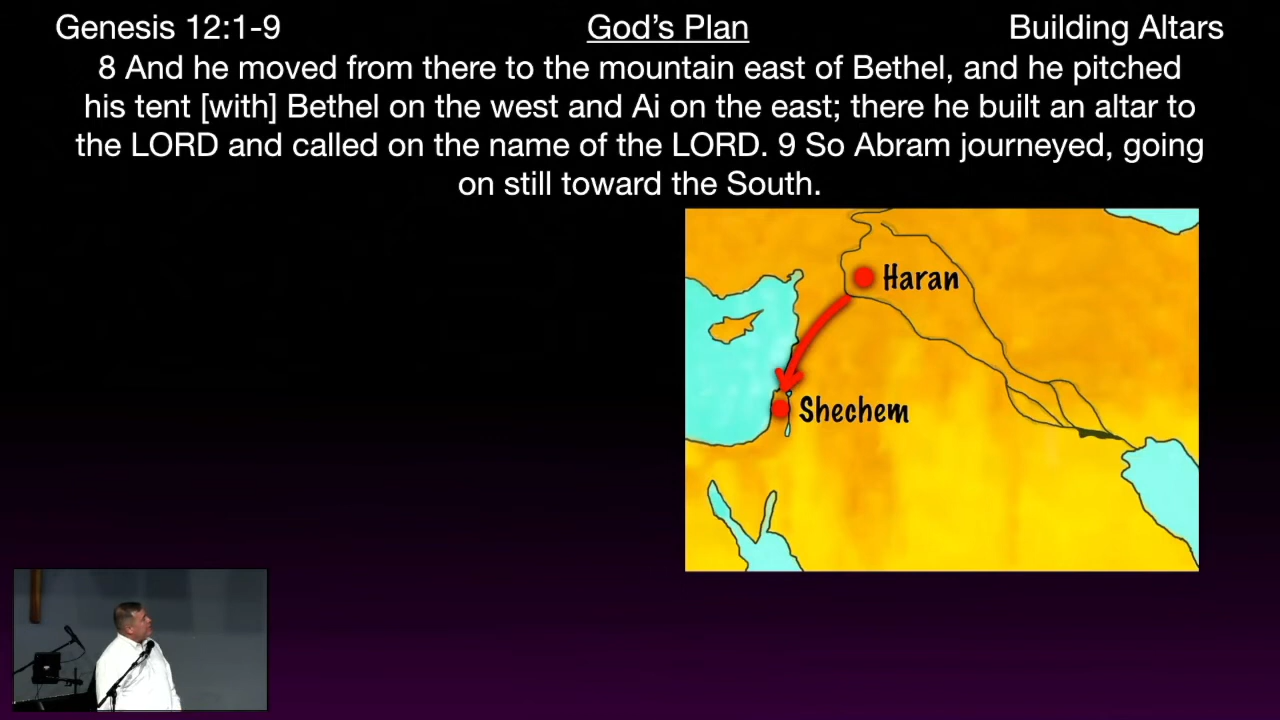 Genesis 12:1-9 God’s Plan Building Altars
8 And he moved from there to the mountain east of Bethel, and he pitched
his tent [with] Bethel on the west and Ai on the east; there he built an altar to
the LORD and called on the name of the LORD. 9 So Abram journeyed, going
on still toward the South.
Haran
Shechem